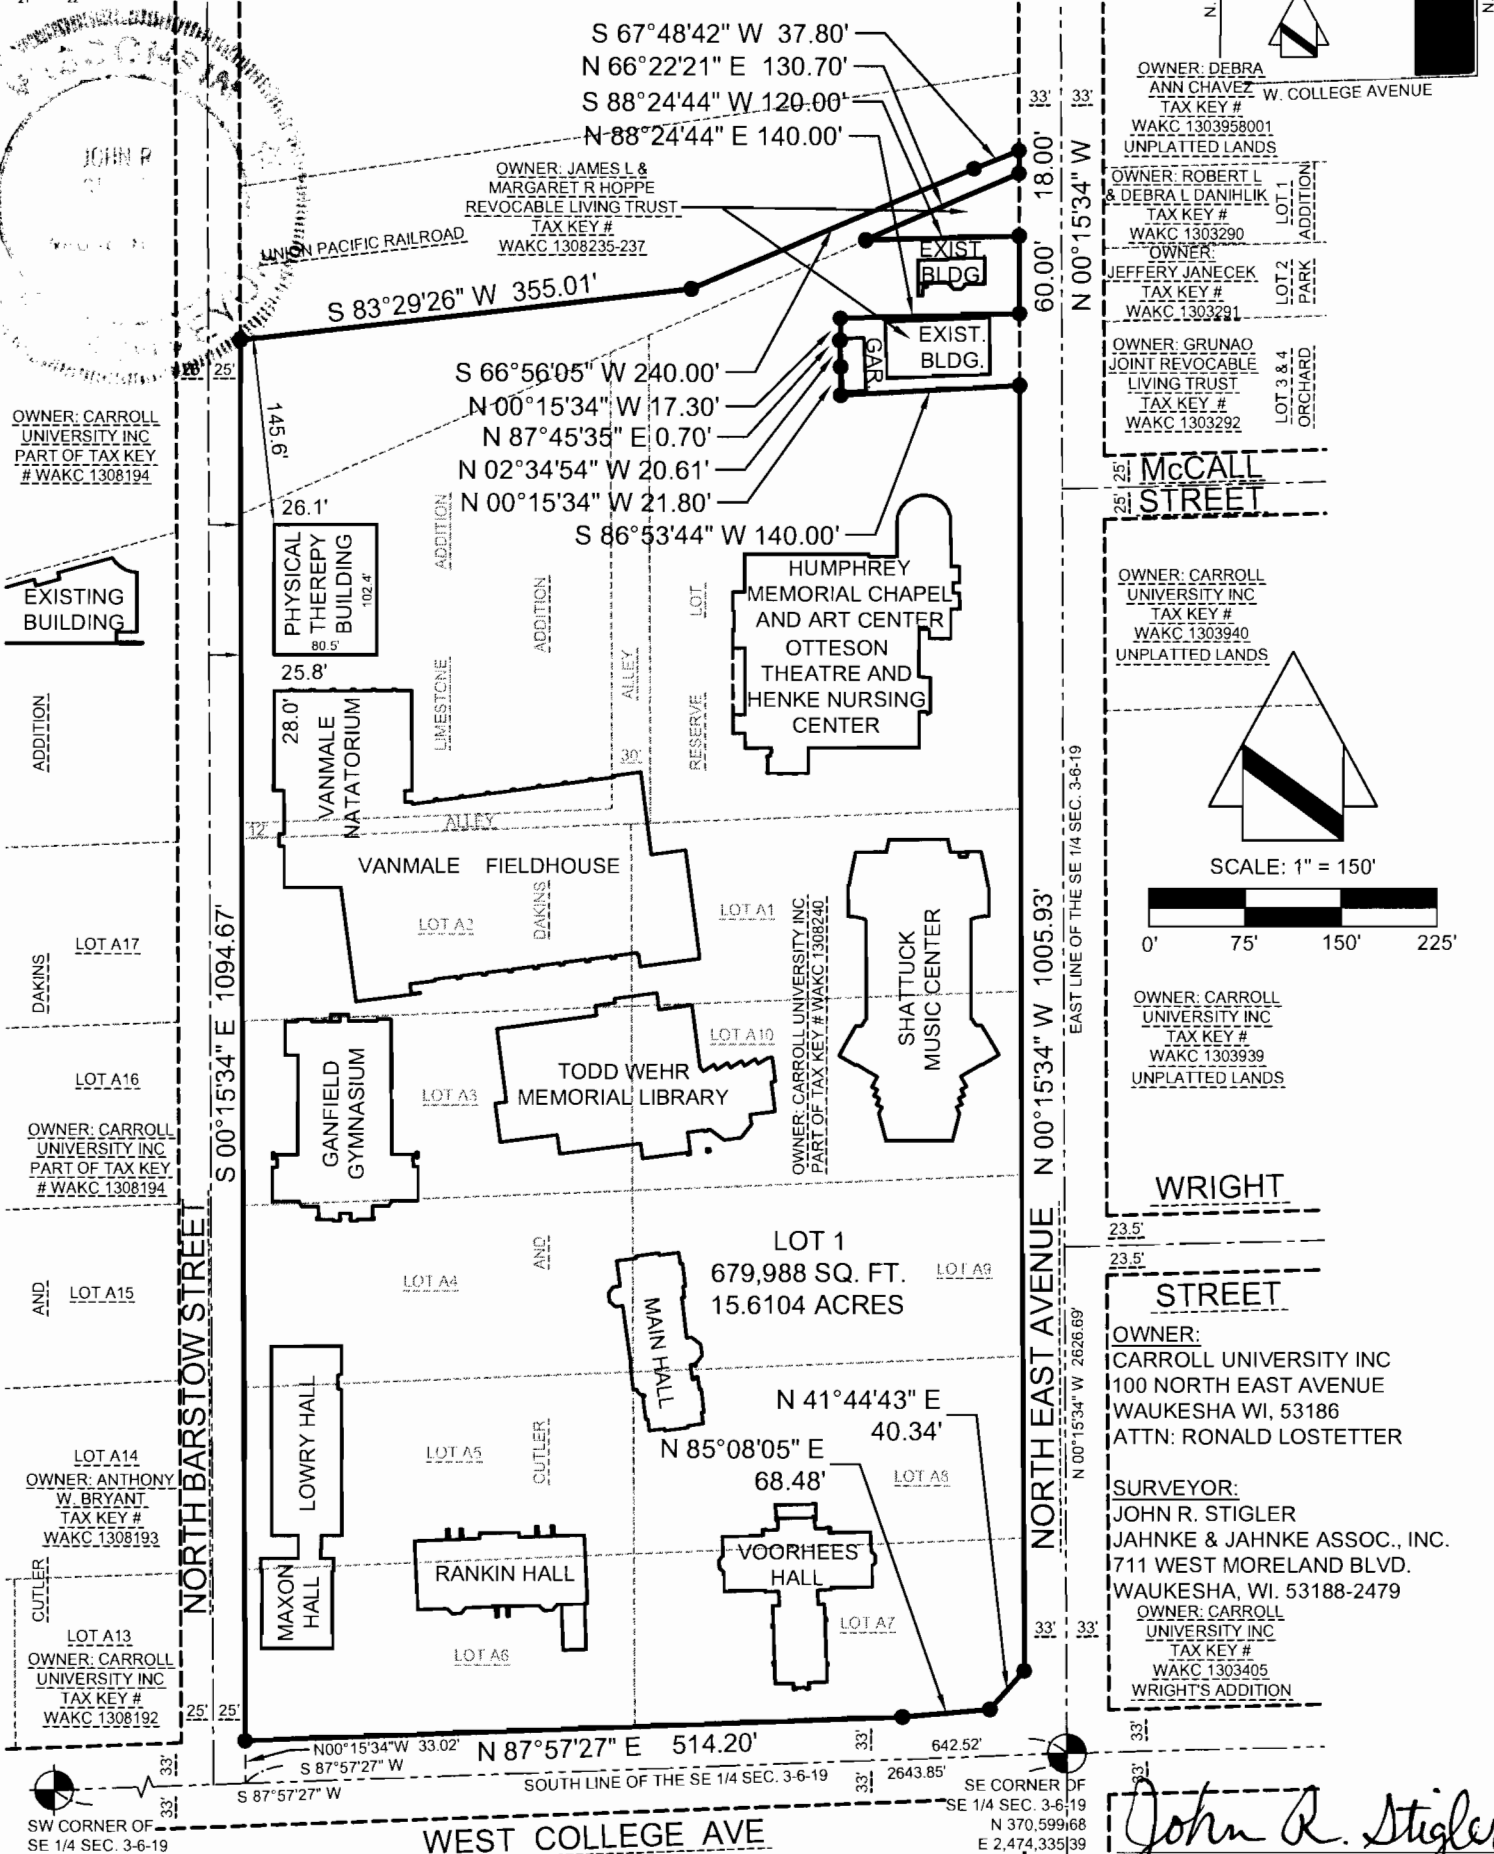 S 67°48'42" W 37.80'
N 66°22'21" E 130.70'
S 88°24'44" W 120.00'
N 88°24'44" E 140.00'
OWNER: JAMES L &
MARGARET R HOPPE
REVOCABLE LIVING TRUST
TAX KEY #
WAKC 1308235-237
UNION PACIFIC RAILROAD
S 83°29'26" W 355.01'
JOHN R
33'
33'
18.00'
60.00'
N 00°15'34" W
N.
N.
W. COLLEGE AVENUE
OWNER: DEBRA
ANN CHAVEZ
TAX KEY #
WAKC 1303958001
UNPLATTED LANDS
OWNER: ROBERT L
& DEBRA L DANIHLIK
TAX KEY #
WAKC 1303290
LOT 1
ADDITION
OWNER:
JEFFERY JANECEK
TAX KEY #
WAKC 1303291
LOT 2
PARK
OWNER: GRUNAO
JOINT REVOCABLE
LIVING TRUST
TAX KEY #
WAKC 1303292
LOT 3 & 4
ORCHARD
EXIST
BLDG
EXIST.
BLDG.
GAR.
S 66°56'05" W 240.00'
N 00°15'34" W 17.30'
N 87°45'35" E 0.70'
N 02°34'54" W 20.61'
N 00°15'34" W 21.80'
S 86°53'44" W 140.00'
25'
145.6'
OWNER: CARROLL
UNIVERSITY INC
PART OF TAX KEY
# WAKC 1308194
25'
McCALL
25'
STREET
26.1'
PHYSICAL
THEREPY
BUILDING
102.4'
80.5'
25.8'
28.0'
EXISTING
BUILDING
ADDITION
LIMESTONE
ADDITION
ALLEY
30'
RESERVE
LOT
HUMPHREY
MEMORIAL CHAPEL
AND ART CENTER
OTTESON
THEATRE AND
HENKE NURSING
CENTER
OWNER: CARROLL
UNIVERSITY INC
TAX KEY #
WAKC 1303940
UNPLATTED LANDS
ADDITION
VANMALE
NATATORIUM
12'
ALLEY
VANMALE FIELDHOUSE
EAST LINE OF THE SE 1/4 SEC. 3-6-19
SCALE: 1" = 150'
0'
75'
150'
225'
LOT A2
DAKINS
LOT A1
LOT A17
DAKINS
S 00°15'34" E 1094.67'
OWNER: CARROLL UNIVERSITY INC
PART OF TAX KEY # WAKC 1308240
SHATTUCK
MUSIC CENTER
N 00°15'34" W 1005.93'
OWNER: CARROLL
UNIVERSITY INC
TAX KEY #
WAKC 1303939
UNPLATTED LANDS
LOT A16
GANFIELD
GYMNASIUM
LOT A3
TODD WEHR
MEMORIAL LIBRARY
LOT A10
OWNER: CARROLL
UNIVERSITY INC
PART OF TAX KEY
# WAKC 1308194
WRIGHT
23.5'
23.5'
STREET
LOT 1
679,988 SQ. FT.
15.6104 ACRES
LOT A9
AND
LOT A4
AND
LOT A15
NORTH BARSTOW STREET
MAIN HALL
NORTH EAST AVENUE
N 00°15'34" W 2626.69'
OWNER:
CARROLL UNIVERSITY INC
100 NORTH EAST AVENUE
WAUKESHA WI, 53186
ATTN: RONALD LOSTETTER
LOWRY HALL
N 41°44'43" E
40.34'
N 85°08'05" E
68.48'
LOT A5
CUTLER
LOT A8
LOT A14
OWNER: ANTHONY
W. BRYANT
TAX KEY #
WAKC 1308193
SURVEYOR:
JOHN R. STIGLER
JAHNKE & JAHNKE ASSOC., INC.
711 WEST MORELAND BLVD.
WAUKESHA, WI. 53188-2479
MAXON
HALL
RANKIN HALL
VOORHEES
HALL
CUTLER
LOT A13
OWNER: CARROLL
UNIVERSITY INC
TAX KEY #
WAKC 1308192
LOT A6
LOT A7
33'
33'
OWNER: CARROLL
UNIVERSITY INC
TAX KEY #
WAKC 1303405
WRIGHT'S ADDITION
25'
25'
N00°15'34"W 33.02'
S 87°57'27" W
N 87°57'27" E 514.20'
33'
642.52'
33'
33'
S 87°57'27" W
SOUTH LINE OF THE SE 1/4 SEC. 3-6-19
33'
2643.85'
33'
33'
SW CORNER OF
SE 1/4 SEC. 3-6-19
WEST COLLEGE AVE
SE CORNER OF
SE 1/4 SEC. 3-6-19
N 370,599.68
E 2,474,335.39
John R. Stigler